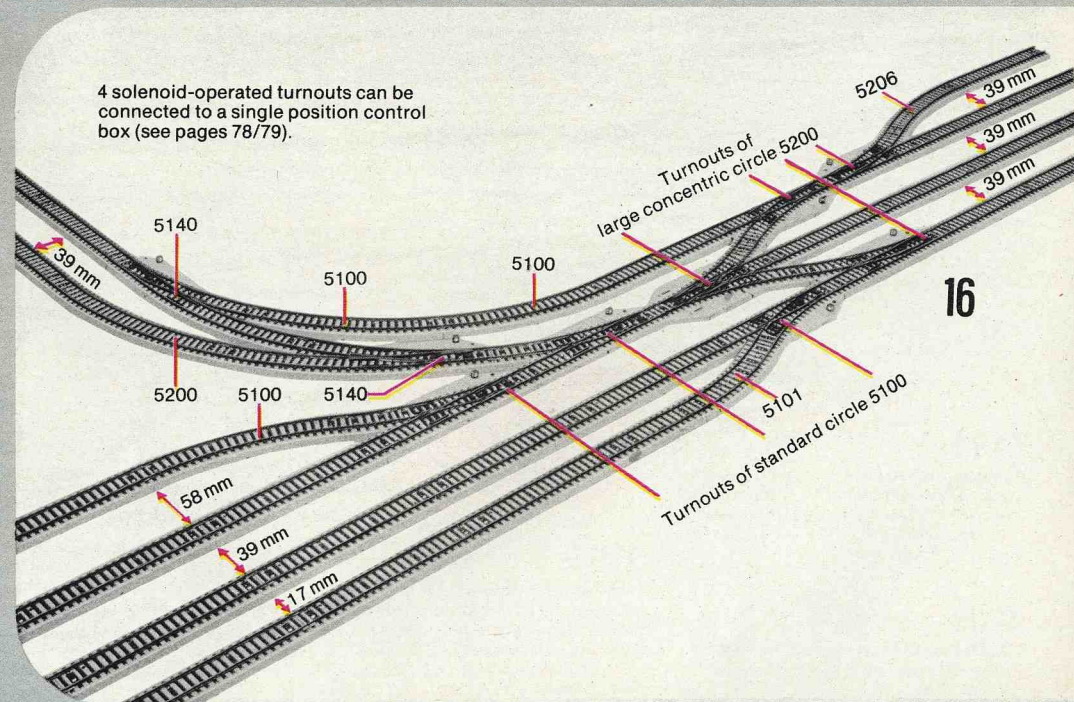 4 solenoid-operated turnouts can be
connected to a single position control
box (see pages 78/79).
5206
39 mm
39 mm
39 mm
Turnouts of
large concentric circle 5200
5140
39 mm
5100
5100
16
5200
5100
5140
5101
Turnouts of standard circle 5100
58 mm
39 mm
17 mm